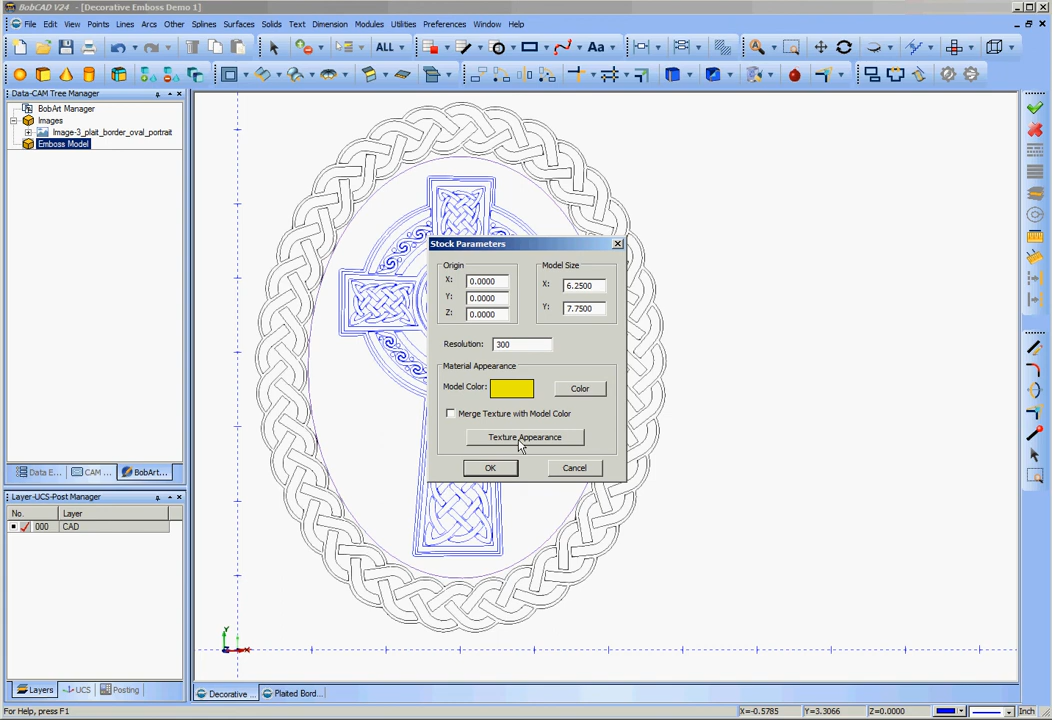 BobCAD V24 - [Decorative Emboss Demo 1]
File Edit View Points Lines Arcs Other Splines Surfaces Solids Text Dimension Modules Utilities Preferences Window Help
ALL
Aa
Data-CAM Tree Manager
BobArt Manager
Images
Image-3_plait_border_oval_portrait
Emboss Model
Data E... CAM ... BobArt...
Layer-UCS-Post Manager
No. Layer
000 CAD
Layers UCS Posting
Stock Parameters
Origin
X: 0.0000
Y: 0.0000
Z: 0.0000
Model Size
X: 6.2500
Y: 7.7500
Resolution: 300
Material Appearance
Model Color: Color
Merge Texture with Model Color
Texture Appearance
OK Cancel
Y
Z X
Decorative ... Plaited Bord...
For Help, press F1 X=-0.5785 Y=3.3066 Z=0.0000 Inch